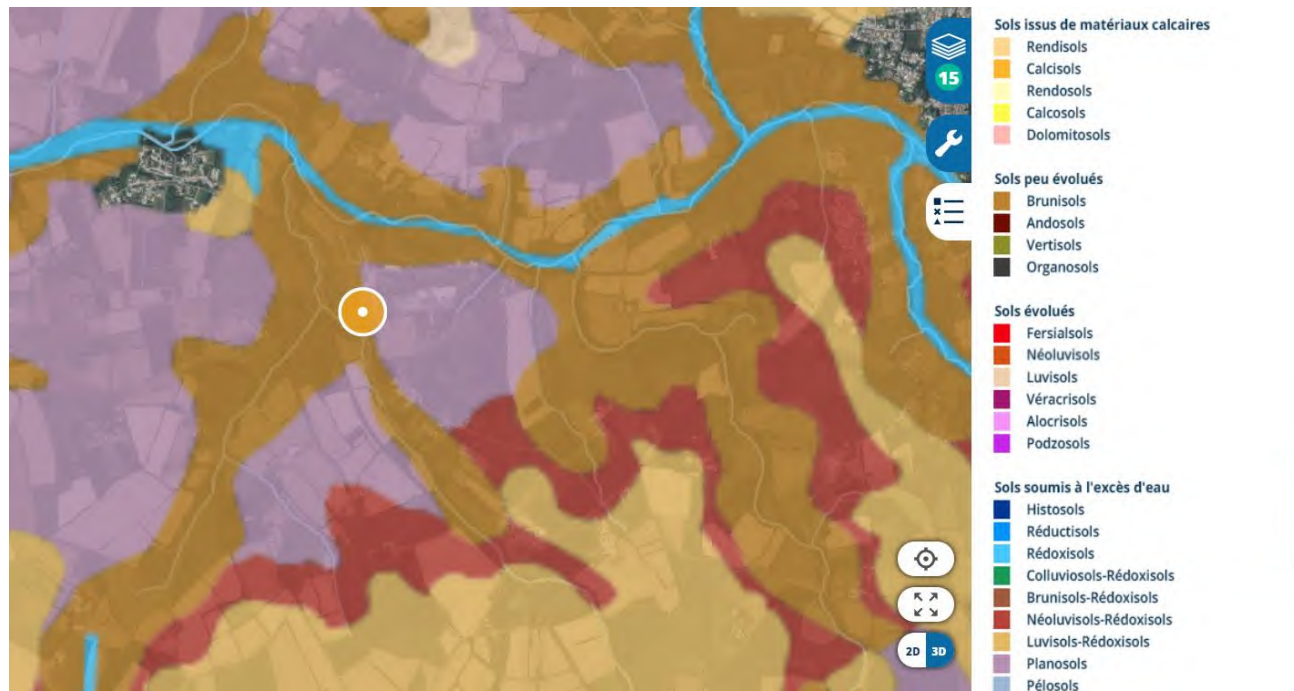 15
2D 3D
Sols issus de matériaux calcaires
Rendisols
Calcisols
Rendosols
Calcosols
Dolomitosols
Sols peu évolués
Brunisols
Andosols
Vertisols
Organosols
Sols évolués
Fersialsols
Néoluvisols
Luvisols
Véracrisols
Alocrisols
Podzosols
Sols soumis à l'excès d'eau
Histosols
Réductisols
Rédoxisols
Colluviosols-Rédoxisols
Brunisols-Rédoxisols
Néoluvisols-Rédoxisols
Luvisols-Rédoxisols
Planosols
Pélosols